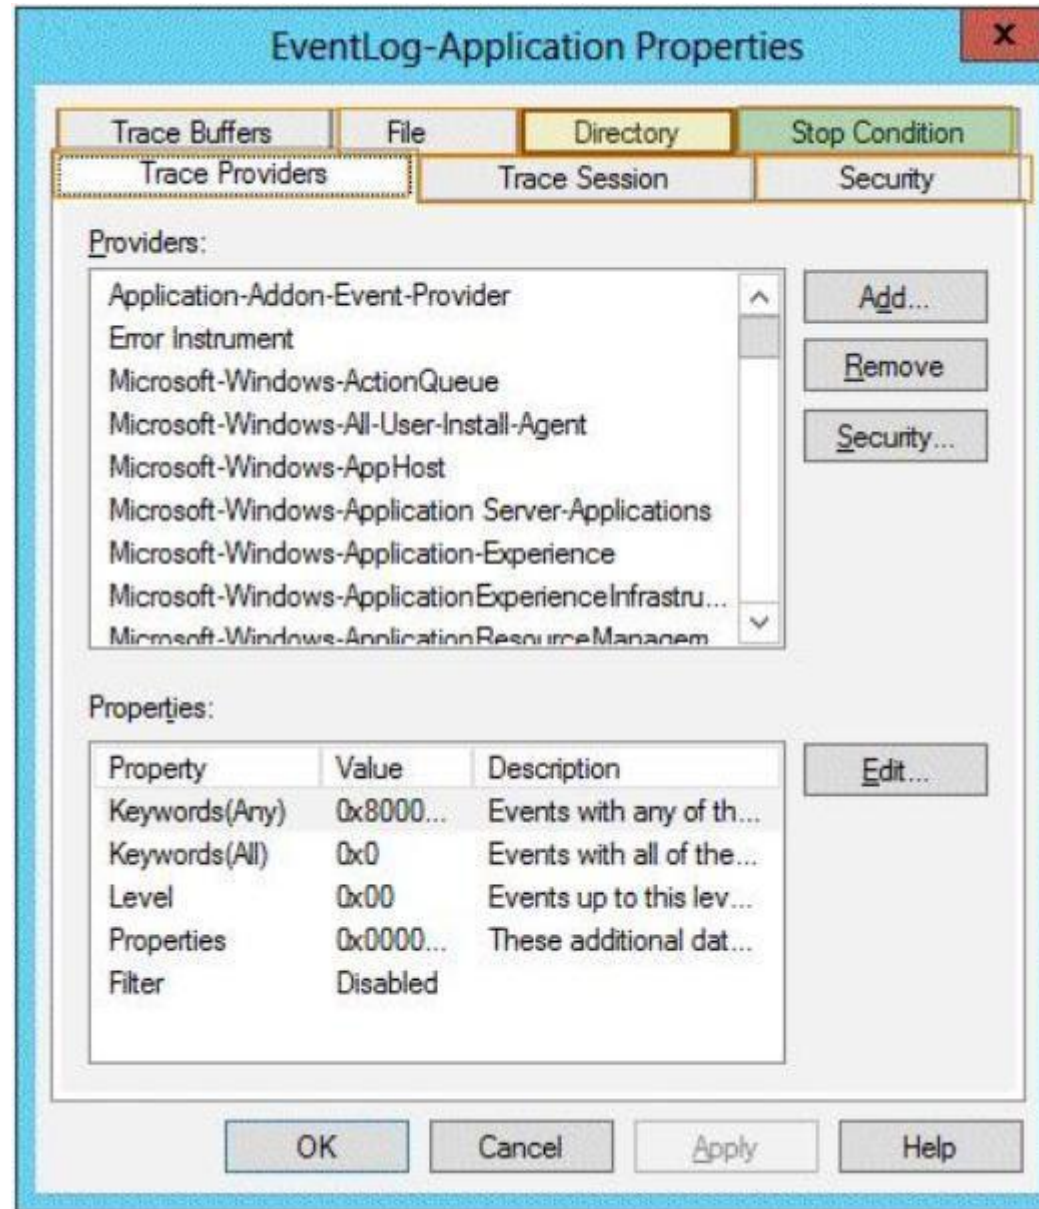 EventLog-Application Properties
x
Trace Buffers File Directory Stop Condition
Trace Providers Trace Session Security
Providers:
Application-Addon-Event-Provider
Error Instrument
Microsoft-Windows-ActionQueue
Microsoft-Windows-All-User-Install-Agent
Microsoft-Windows-AppHost
Microsoft-Windows-Application Server-Applications
Microsoft-Windows-Application-Experience
Microsoft-Windows-ApplicationExperienceInfrastru...
Microsoft-Windows-ApplicationResourceManagem
Add...
Remove
Security...
Properties:
Property Value Description
Keywords(Any) 0x8000... Events with any of th...
Keywords(All) 0x0 Events with all of the...
Level 0x00 Events up to this lev...
Properties 0x0000... These additional dat...
Filter Disabled
Edit...
OK Cancel Apply Help